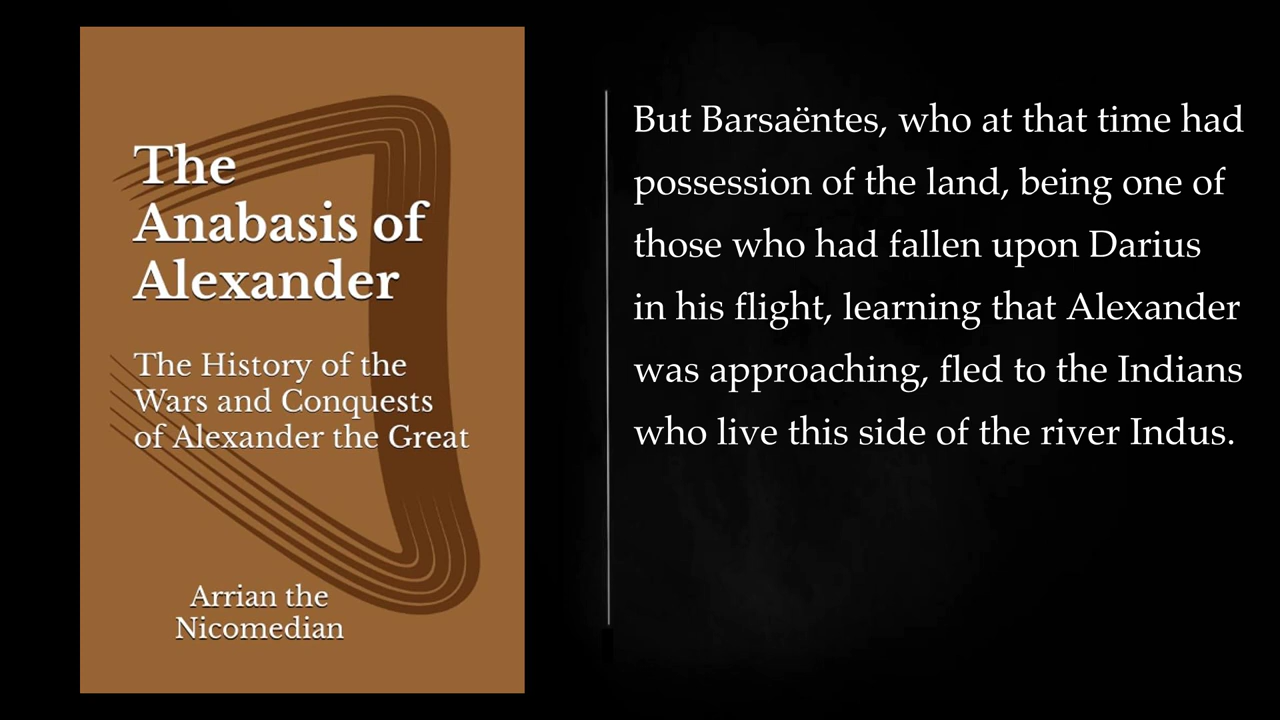 The
Anabasis of
Alexander
The History of the
Wars and Conquests
of Alexander the Great
Arrian the
Nicomedian
But Barsaëntes, who at that time had
possession of the land, being one of
those who had fallen upon Darius
in his flight, learning that Alexander
was approaching, fled to the Indians
who live this side of the river Indus.